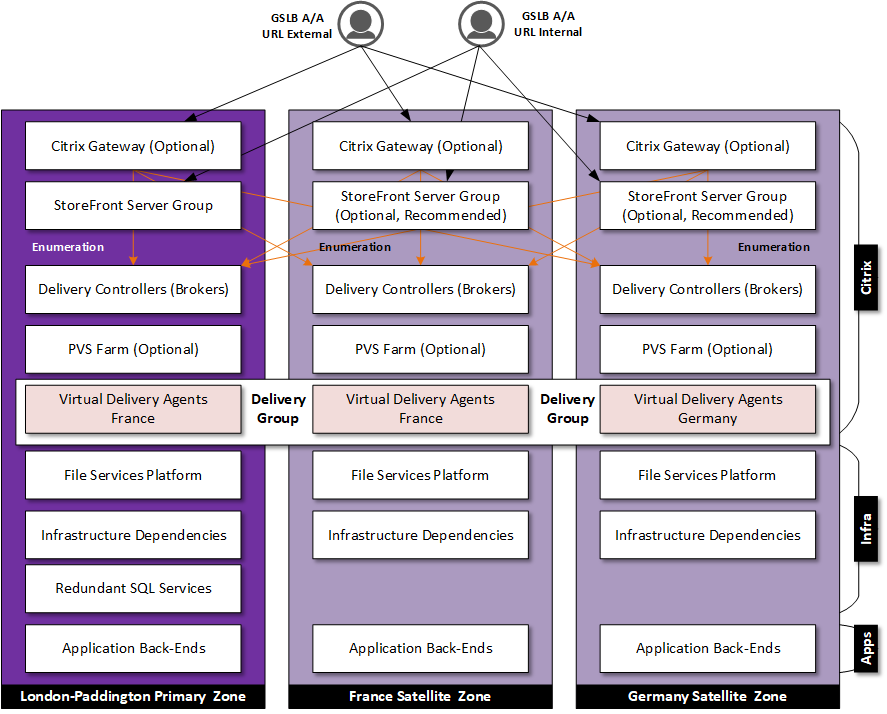 GSLB A/A
URL External
GSLB A/A
URL Internal
Citrix Gateway (Optional)
Citrix Gateway (Optional)
Citrix Gateway (Optional)
StoreFront Server Group
StoreFront Server Group
(Optional, Recommended)
StoreFront Server Group
(Optional, Recommended)
Enumeration
Enumeration
Enumeration
Delivery Controllers (Brokers)
Delivery Controllers (Brokers)
Delivery Controllers (Brokers)
PVS Farm (Optional)
PVS Farm (Optional)
PVS Farm (Optional)
Citrix
Virtual Delivery Agents
France
Delivery
Group
Virtual Delivery Agents
France
Delivery
Group
Virtual Delivery Agents
Germany
File Services Platform
File Services Platform
File Services Platform
Infrastructure Dependencies
Infrastructure Dependencies
Infrastructure Dependencies
Infra
Redundant SQL Services
Application Back-Ends
Application Back-Ends
Application Back-Ends
Apps
London-Paddington Primary Zone
France Satellite Zone
Germany Satellite Zone